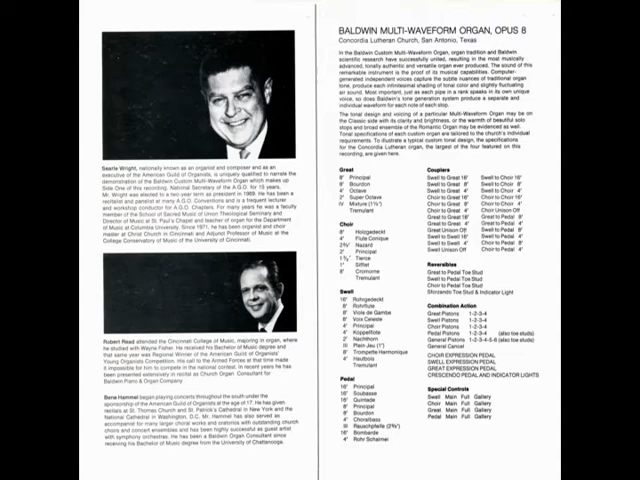 Searle Wright, nationally known as an organist and composer and as an
executive of the American Guild of Organists, is uniquely qualified to narrate the
demonstration of the Baldwin Custom Multi-Waveform Organ which makes up
Side One of this recording. National Secretary of the A.G.O. for 15 years,
Mr. Wright was elected to a two year term as president in 1969. He has been a
recitalist and panelist at many A.G.O. Conventions and is a frequent lecturer
and workshop conductor for A.G.O. Chapters. For many years he was a faculty
member of the School of Sacred Music of Union Theological Seminary and
Director of Music at St. Paul's Chapel and teacher of organ for the Department
of Music of Columbia University. Since 1971, he has been organist and choir
master at Christ Church in Cincinnati and Adjunct Professor of Music at the
College Conservatory of Music of the University of Cincinnati.
Robert Read attended the Cincinnati College of Music, majoring in organ, where
he studied with Wayne Fisher. He received his Bachelor of Music degree and
that same year was Regional Winner of the American Guild of Organists'
Young Organists Competition. His call to the Armed Forces at that time made
it impossible for him to compete in the national contest. In recent years he has
been presented extensively in recital as Church Organ Consultant for
Baldwin Piano & Organ Company.
Bene Hammel began playing concerts throughout the south under the
sponsorship of the American Guild of Organists at the age of 17. He has given
recitals at St. Thomas Church and St. Patrick's Cathedral in New York and the
National Cathedral in Washington, D.C. Mr. Hammel has also served as
accompanist for many larger choral works and oratorios with outstanding church
choirs and concert ensembles and has been highly successful as guest artist
with symphony orchestras. He has been a Baldwin Organ Consultant since
receiving his Bachelor of Music degree from the University of Chattanooga.
BALDWIN MULTI-WAVEFORM ORGAN, OPUS 8
Concordia Lutheran Church, San Antonio, Texas
In the Baldwin Custom Multi-Waveform Organ, organ tradition and Baldwin
scientific research have successfully united, resulting in the most musically
advanced, tonally authentic and versatile organ ever produced. The sound of this
remarkable instrument is the proof of its musical capabilities. Computer-
generated independent voices capture the subtle nuances of traditional organ
tone, produce each infinitesimal shading of tonal color and slightly fluctuating
air sound. Most important, just as each pipe in a rank speaks in its own unique
voice, so does Baldwin's tone generation system produce a separate and
individual waveform for each note of each stop.
The tonal design and voicing of a particular Multi-Waveform Organ may be on
the Classic side with its clarity and brightness, or the warmth of beautiful solo
stops and broad ensemble of the Romantic Organ may be evidenced as well.
Tonal specifications of each custom organ are tailored to the church's individual
requirements. To illustrate a typical custom tonal design, the specifications
for the Concordia Lutheran organ, the largest of the four featured on this
recording, are given here.
Great
8' Principal
8' Bourdon
4' Octave
2' Super Octave
IV Mixture (1⅓')
Tremulant
Choir
8' Holzgedeckt
4' Flute Conique
2⅔' Nazard
2' Principal
1⅗' Tierce
1' Sifflet
8' Cromorne
Tremulant
Swell
16' Rohrgedeckt
8' Rohrflute
8' Viole de Gambe
8' Voix Celeste
4' Principal
4' Koppelflote
2' Nachthorn
III Plein Jeu (1')
8' Trompette Harmonique
4' Hautbois
Tremulant
Pedal
16' Principal
16' Soubasse
16' Quintade
8' Principal
8' Bourdon
4' Choralbass
III Rauschpfeife (2⅔')
16' Bombarde
4' Rohr Schalmei
Couplers
Swell to Great 16' Swell to Choir 16'
Swell to Great 8' Swell to Choir 8'
Swell to Great 4' Swell to Choir 4'
Choir to Great 16' Choir to Choir 16'
Choir to Great 8' Choir to Choir 4'
Choir to Great 4' Choir Unison Off
Great to Great 16' Great to Pedal 8'
Great to Great 4' Great to Pedal 4'
Great Unison Off Swell to Pedal 8'
Swell to Swell 16' Swell to Pedal 4'
Swell to Swell 4' Choir to Pedal 8'
Swell Unison Off Choir to Pedal 4'
Reversibles
Great to Pedal Toe Stud
Swell to Pedal Toe Stud
Choir to Pedal Toe Stud
Sforzando Toe Stud & Indicator Light
Combination Action
Great Pistons 1-2-3-4
Swell Pistons 1-2-3-4
Choir Pistons 1-2-3-4
Pedal Pistons 1-2-3-4 (also toe studs)
General Pistons 1-2-3-4-5-6 (also toe studs)
General Cancel
CHOIR EXPRESSION PEDAL
SWELL EXPRESSION PEDAL
GREAT EXPRESSION PEDAL
CRESCENDO PEDAL AND INDICATOR LIGHTS
Special Controls
Swell Main Full Gallery
Choir Main Full Gallery
Great Main Full Gallery
Pedal Main Full Gallery